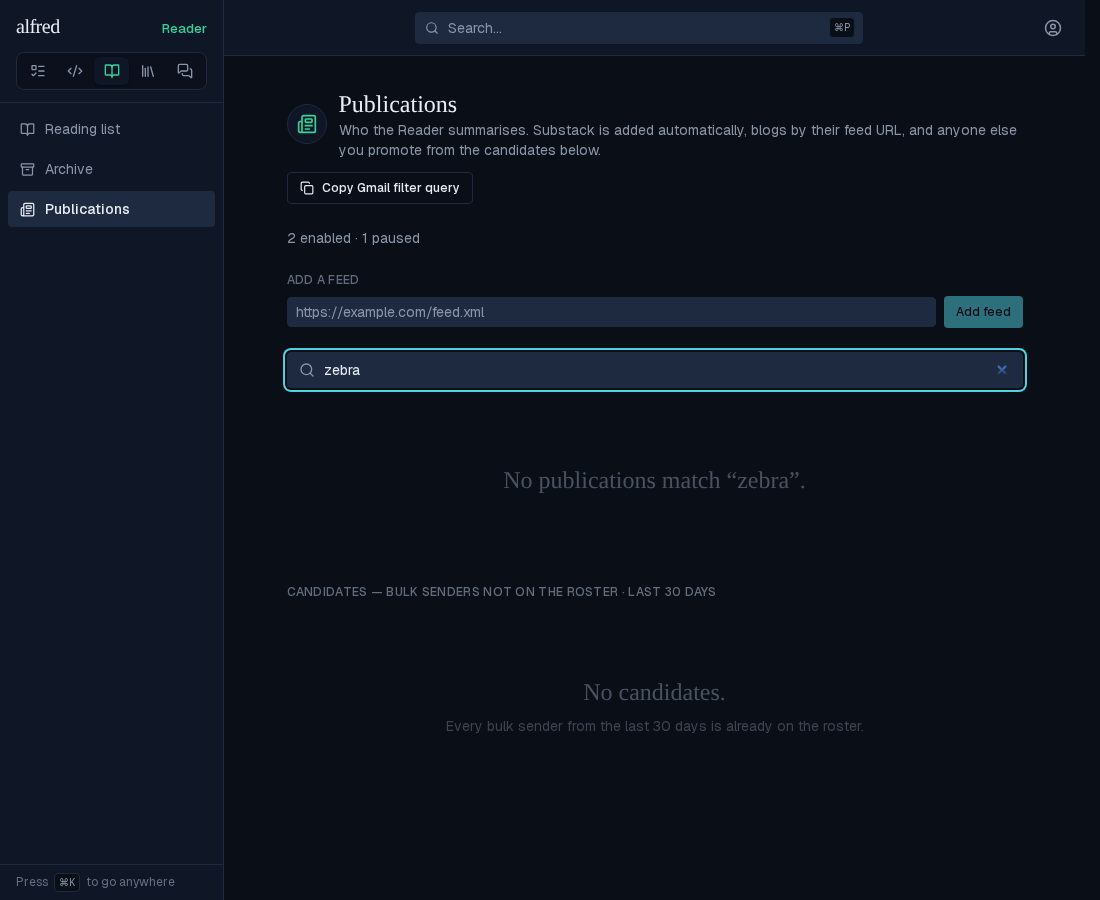 alfred
Reader
Search...
⌘P
Reading list
Archive
Publications
Publications
Who the Reader summarises. Substack is added automatically, blogs by their feed URL, and anyone else
you promote from the candidates below.
Copy Gmail filter query
2 enabled · 1 paused
ADD A FEED
https://example.com/feed.xml
Add feed
zebra
No publications match “zebra”.
CANDIDATES — BULK SENDERS NOT ON THE ROSTER · LAST 30 DAYS
No candidates.
Every bulk sender from the last 30 days is already on the roster.
Press ⌘K to go anywhere